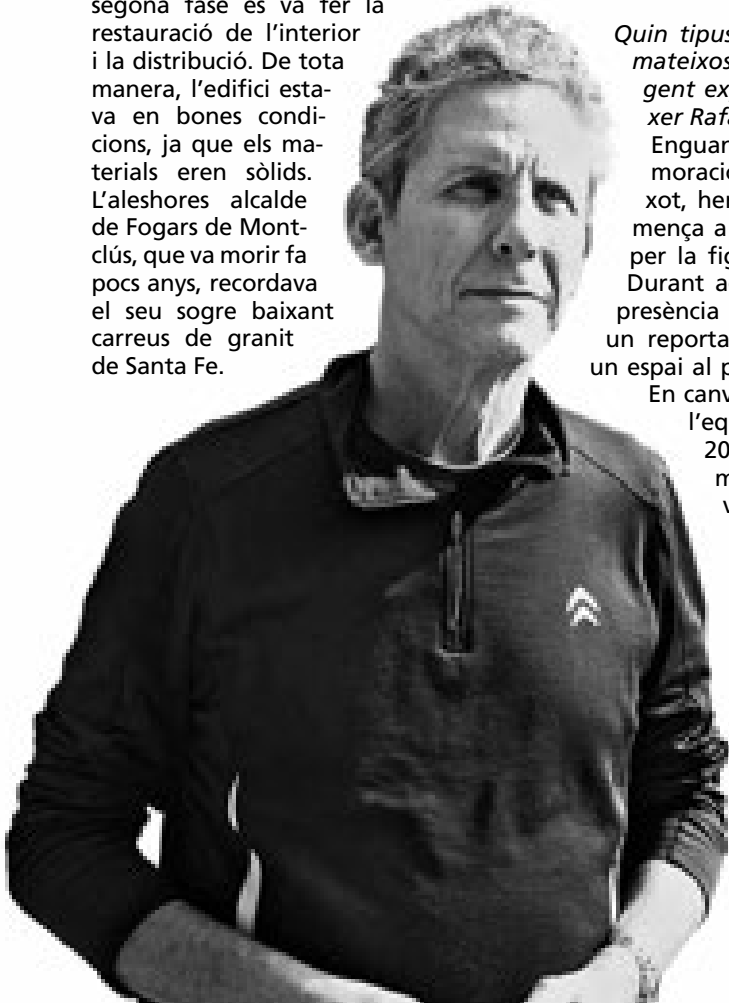 segona fase es va fer la
restauració de l’interior
i la distribució. De tota
manera, l’edifici esta-
va en bones condi-
cions, ja que els ma-
terials eren sòlids.
L’aleshores alcalde
de Fogars de Mont-
clús, que va morir fa
pocs anys, recordava
el seu sogre baixant
carreus de granit
de Santa Fe.
Quin tipus
mateixos
gent ex
xer Rafa
Enguan
moració
xot, her
mença a
per la fig
Durant a
presència
un reporta
un espai al p
En canv
l’eq
20
m
v